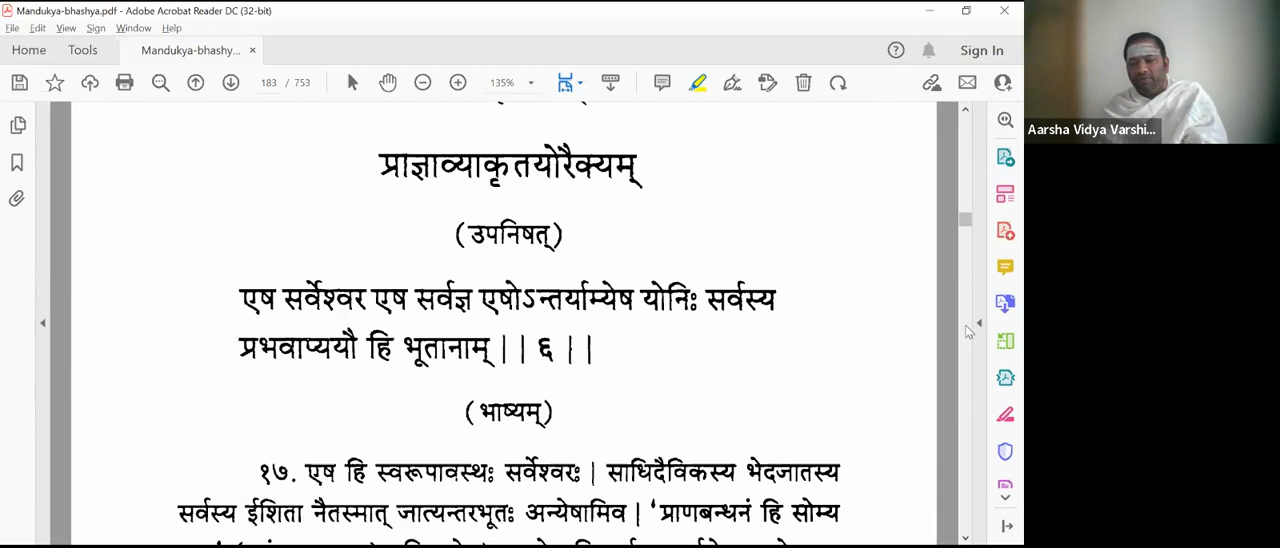 Mandukya-bhashya.pdf - Adobe Acrobat Reader DC (32-bit)
File Edit View Sign Window Help
Home Tools Mandukya-bhashy... × Sign In
183 / 753 135%
Aarsha Vidya Varshi...
प्राज्ञाव्याकृतयोरैक्यम्
(उपनिषत्)
एष सर्वेश्वर एष सर्वज्ञ एषोऽन्तर्याम्येष योनिः सर्वस्य
प्रभवाप्ययौ हि भूतानाम् || ६ ||
(भाष्यम्)
१७. एष हि स्वरूपावस्थः सर्वेश्वरः | साधिदैविकस्य भेदजातस्य
सर्वस्य ईशिता नैतस्मात् जात्यन्तरभूतः अन्येषामिव | 'प्राणबन्धनं हि सोम्य